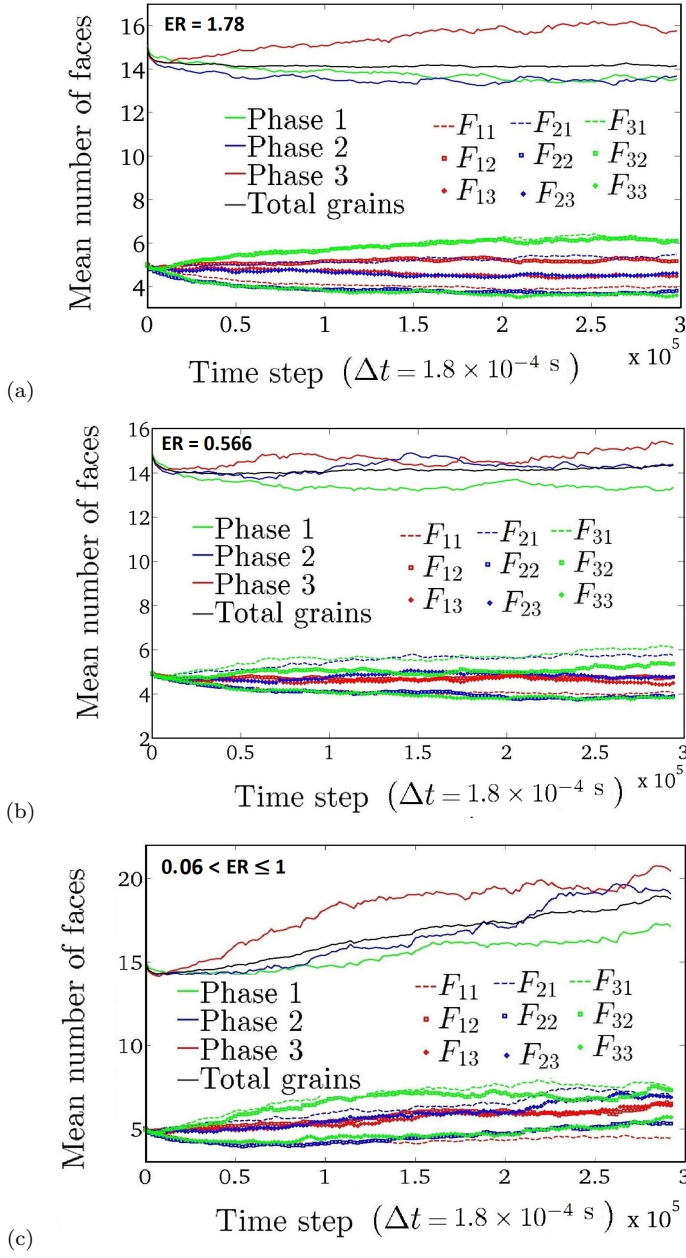 ER = 1.78
16
14
12
10
8
6
4
Mean number of faces
Phase 1
Phase 2
Phase 3
Total grains
F11 F21 F31
F12 F22 F32
F13 F23 F33
0 0.5 1 1.5 2 2.5 3
x 10^5
Time step (Δt = 1.8 × 10^-4 s)
(a)
ER = 0.566
16
14
12
10
8
6
4
2
Mean number of faces
Phase 1
Phase 2
Phase 3
Total grains
F11 F21 F31
F12 F22 F32
F13 F23 F33
0 0.5 1 1.5 2 2.5 3
x 10^5
Time step (Δt = 1.8 × 10^-4 s)
(b)
0.06 < ER ≤ 1
20
15
10
5
Mean number of faces
Phase 1
Phase 2
Phase 3
Total grains
F11 F21 F31
F12 F22 F32
F13 F23 F33
0 0.5 1 1.5 2 2.5 3
Time step (Δt = 1.8 × 10^-4 s) x 10^5
(c)